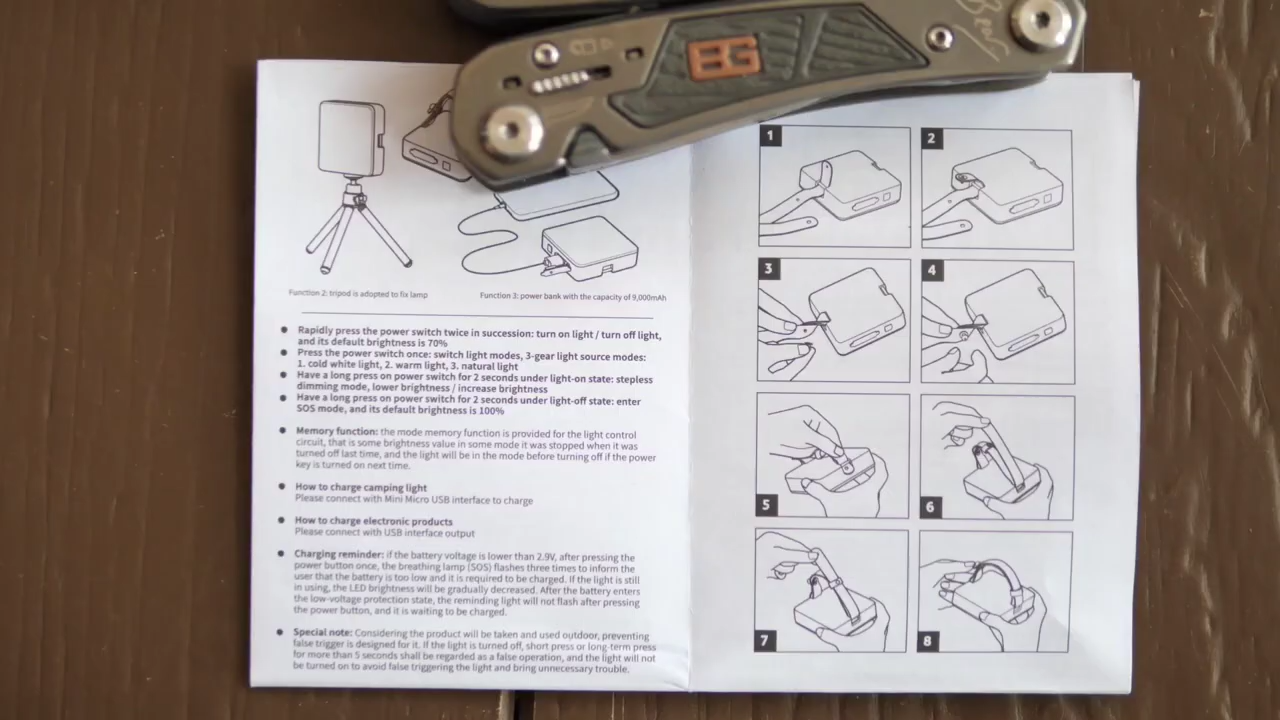 BG
Bear
Function 2: tripod is adopted to fix lamp
Function 3: power bank with the capacity of 9,000mAh
Rapidly press the power switch twice in succession: turn on light / turn off light,
and its default brightness is 70%
Press the power switch once: switch light modes, 3-gear light source modes:
1. cold white light, 2. warm light, 3. natural light
Have a long press on power switch for 2 seconds under light-on state: stepless
dimming mode, lower brightness / increase brightness
Have a long press on power switch for 2 seconds under light-off state: enter
SOS mode, and its default brightness is 100%
Memory function: the mode memory function is provided for the light control
circuit, that is some brightness value in some mode it was stopped when it was
turned off last time, and the light will be in the mode before turning off if the power
key is turned on next time.
How to charge camping light
Please connect with Mini Micro USB interface to charge
How to charge electronic products
Please connect with USB interface output
Charging reminder: if the battery voltage is lower than 2.9V, after pressing the
power button once, the breathing lamp (SOS) flashes three times to inform the
user that the battery is too low and it is required to be charged. If the light is still
in using, the LED brightness will be gradually decreased. After the battery enters
the low-voltage protection state, the reminding light will not flash after pressing
the power button, and it is waiting to be charged.
Special note: Considering the product will be taken and used outdoor, preventing
false trigger is designed for it. If the light is turned off, short press or long-term press
for more than 5 seconds shall be regarded as a false operation, and the light will not
be turned on to avoid false triggering the light and bring unnecessary trouble.
1
2
3
4
5
6
7
8